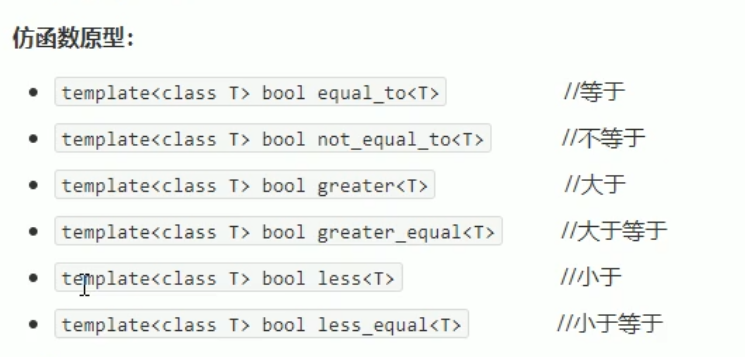 仿函数原型：
template<class T> bool equal_to<T> //等于
template<class T> bool not_equal_to<T> //不等于
template<class T> bool greater<T> //大于
template<class T> bool greater_equal<T> //大于等于
template<class T> bool less<T> //小于
template<class T> bool less_equal<T> //小于等于